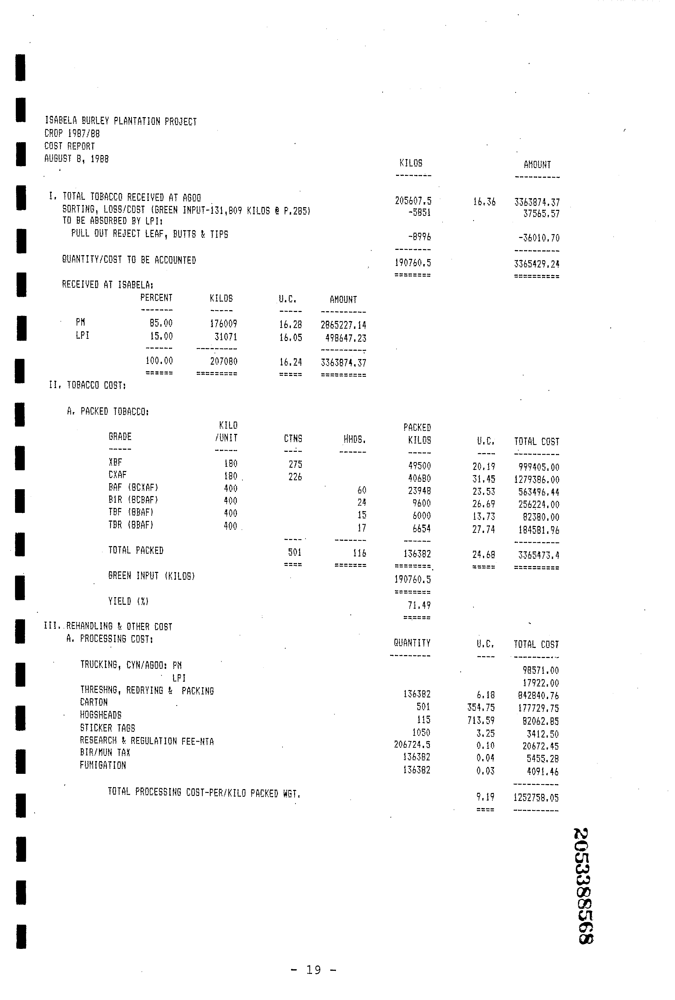 ISABELA BURLEY PLANTATION PROJECT
CROP 1987/88
COST REPORT
AUGUST 8, 1988 KILOS AMOUNT
-------- ----------
I. TOTAL TOBACCO RECEIVED AT AGOO 205607.5 16.36 3363874.37
SORTING, LOSS/COST (GREEN INPUT-131,809 KILOS @ P.285) -5851 37565.57
TO BE ABSORBED BY LPI:
PULL OUT REJECT LEAF, BUTTS & TIPS -8996 -36010.70
-------- ----------
QUANTITY/COST TO BE ACCOUNTED 190760.5 3365429.24
======== ==========
RECEIVED AT ISABELA:
PERCENT KILOS U.C. AMOUNT
------- ----- ----- ----------
PM 85.00 176009 16.28 2865227.14
LPI 15.00 31071 16.05 498647.23
------ --------- ----------
100.00 207080 16.24 3363874.37
====== ========= ===== ==========
II. TOBACCO COST:
A. PACKED TOBACCO:
KILO PACKED
GRADE /UNIT CTNS HHDS. KILOS U.C. TOTAL COST
----- ----- ---- ------ ----- ---- ----------
XBF 180 275 49500 20.19 999405.00
CXAF 180 226 40680 31.45 1279386.00
BAF (BCXAF) 400 60 23948 23.53 563496.44
B1R (BCBAF) 400 24 9600 26.69 256224.00
TBF (BBAF) 400 15 6000 13.73 82380.00
TBR (BBAF) 400 17 6654 27.74 184581.96
---- ------- -------- ----------
TOTAL PACKED 501 116 136382 24.68 3365473.4
==== ======= ======== ===== ==========
GREEN INPUT (KILOS) 190760.5
========
YIELD (%) 71.49
======
III. REHANDLING & OTHER COST
A. PROCESSING COST: QUANTITY U.C. TOTAL COST
--------- ---- ----------
TRUCKING, CYN/AGOO: PM 98571.00
LPI 17922.00
THRESHNG, REDRYING & PACKING 136382 6.18 842840.76
CARTON 501 354.75 177729.75
HOGSHEADS 115 713.59 82062.85
STICKER TAGS 1050 3.25 3412.50
RESEARCH & REGULATION FEE-NTA 206724.5 0.10 20672.45
BIR/MUN TAX 136382 0.04 5455.28
FUMIGATION 136382 0.03 4091.46
----------
TOTAL PROCESSING COST-PER/KILO PACKED WGT. 9.19 1252758.05
==== ----------
2053388568
- 19 -